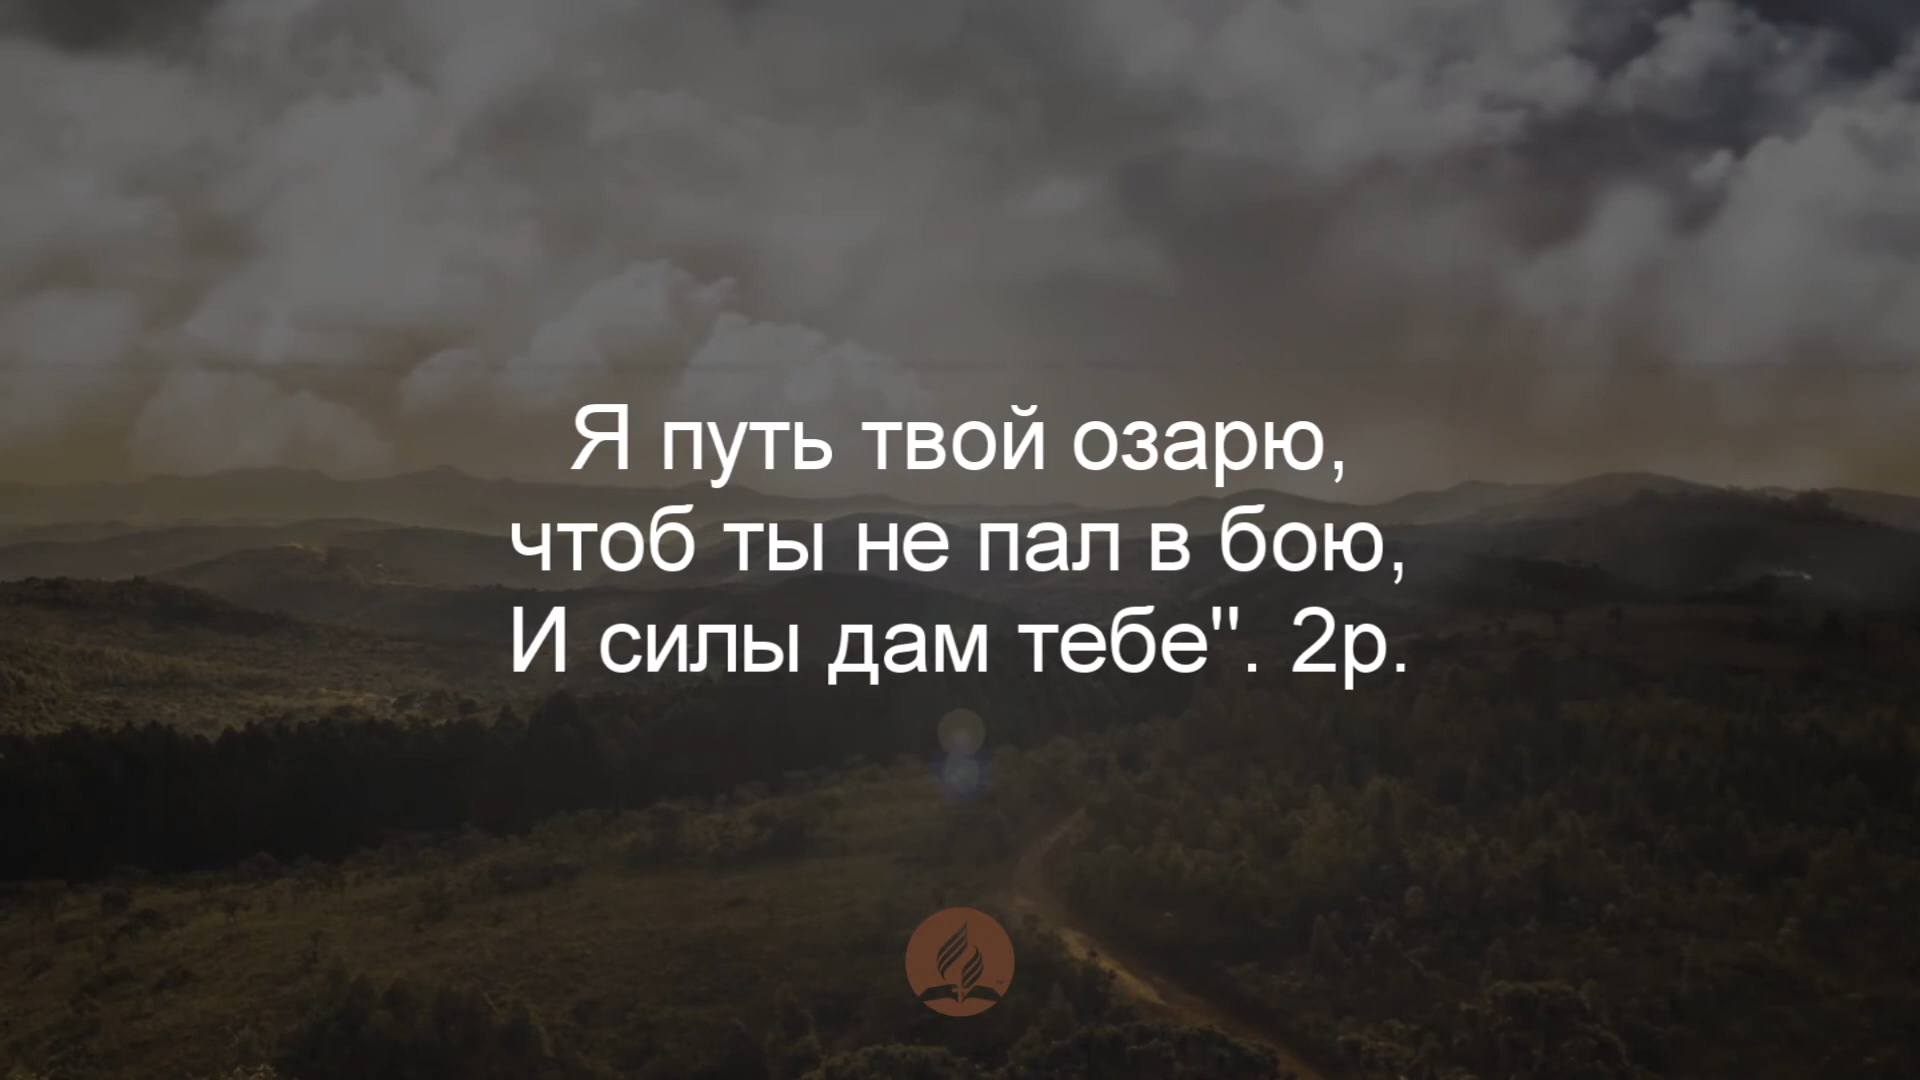 Я путь твой озарю,
чтоб ты не пал в бою,
И силы дам тебе". 2р.